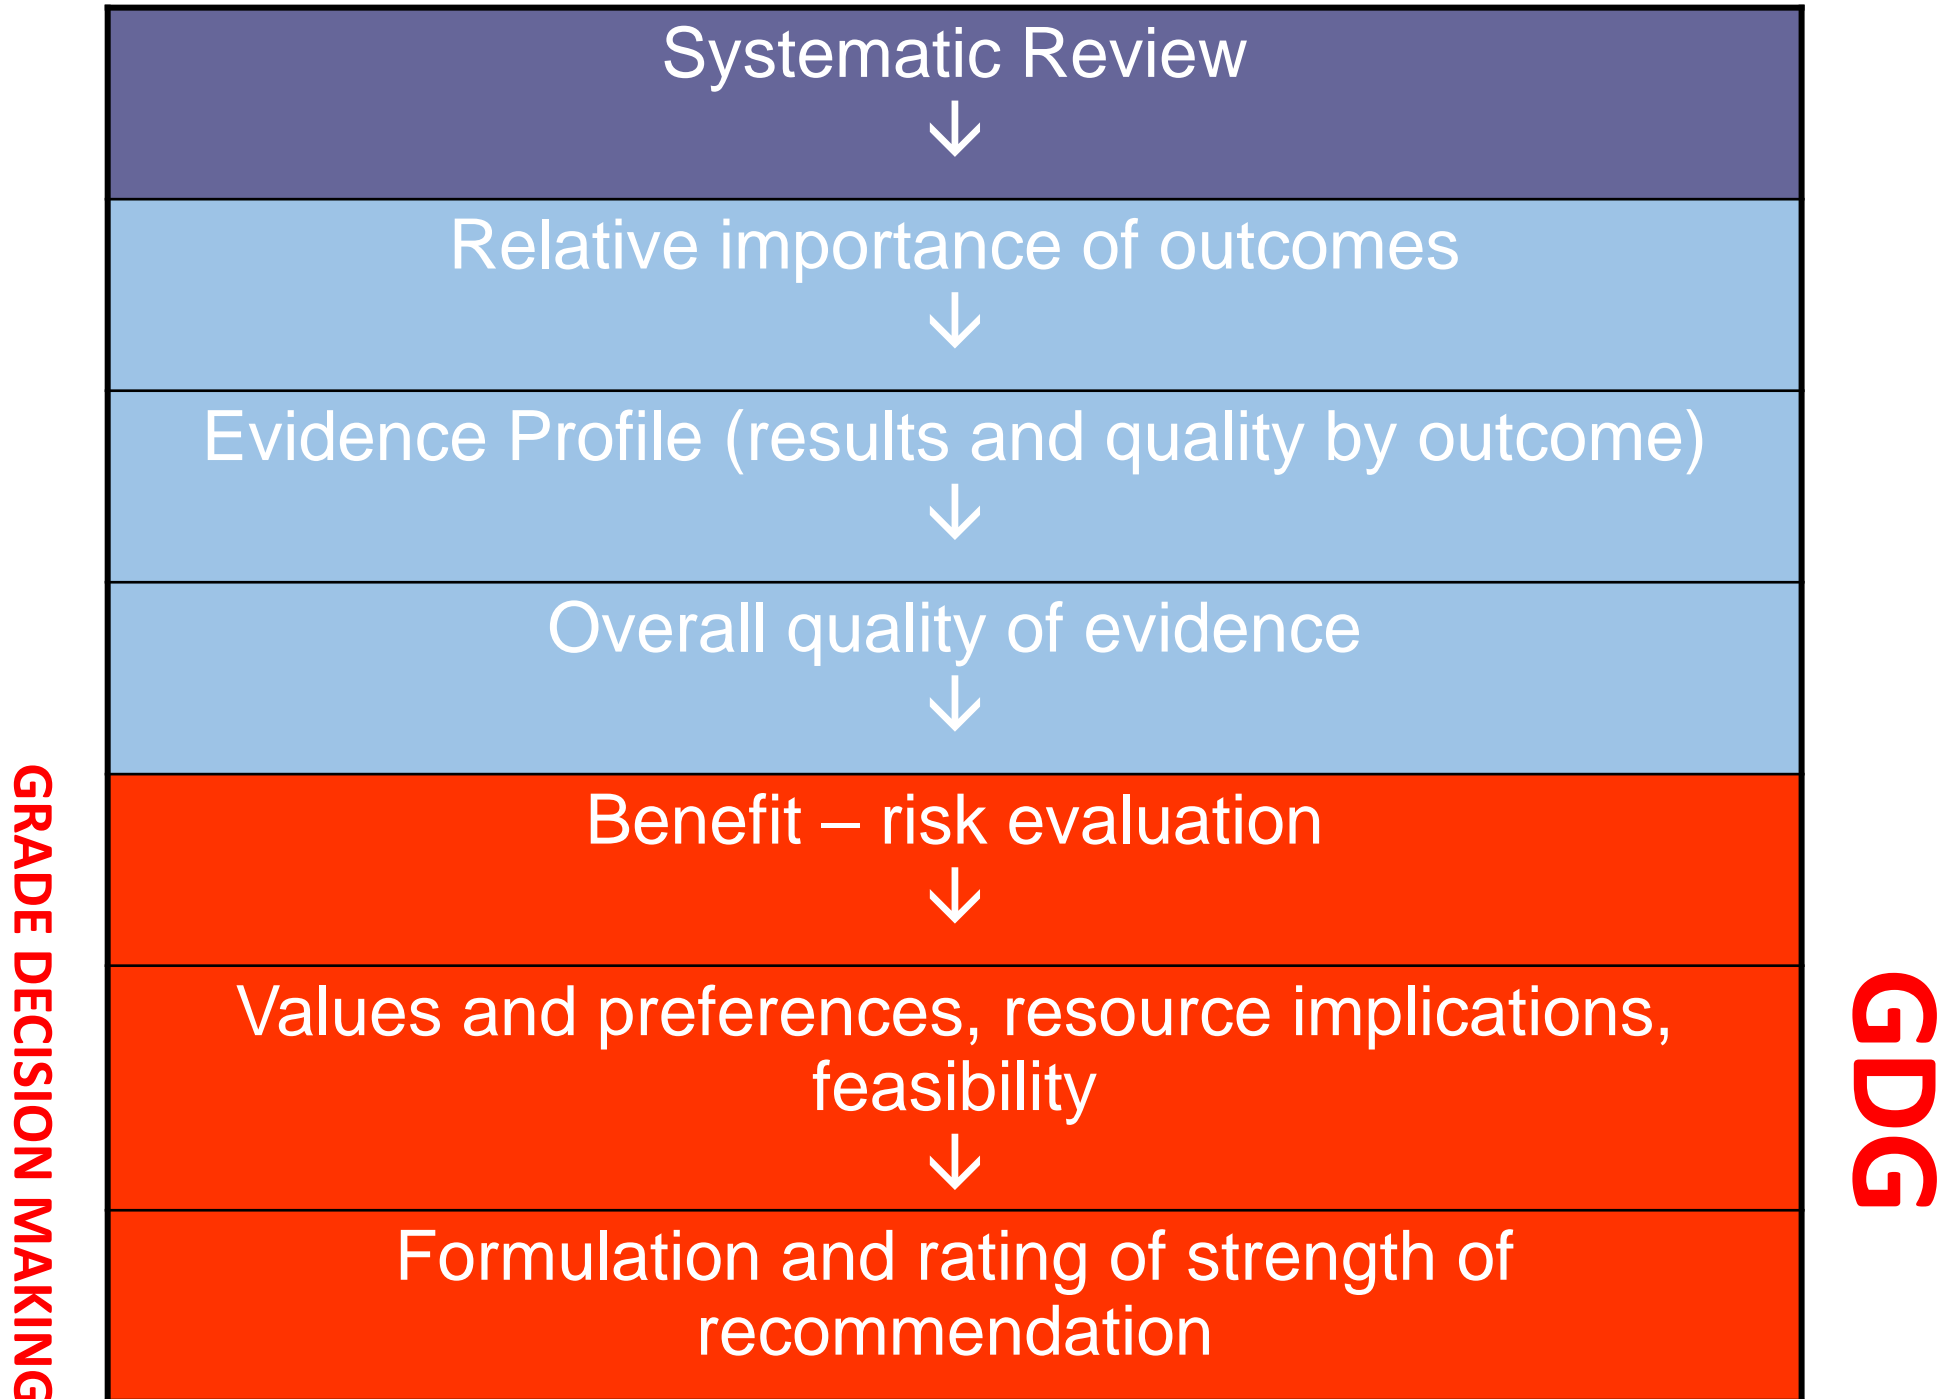 Systematic Review
↓
Relative importance of outcomes
↓
Evidence Profile (results and quality by outcome)
↓
Overall quality of evidence
↓
Benefit – risk evaluation
↓
Values and preferences, resource implications,
feasibility
↓
Formulation and rating of strength of
recommendation
GRADE DECISION MAKING
GDG